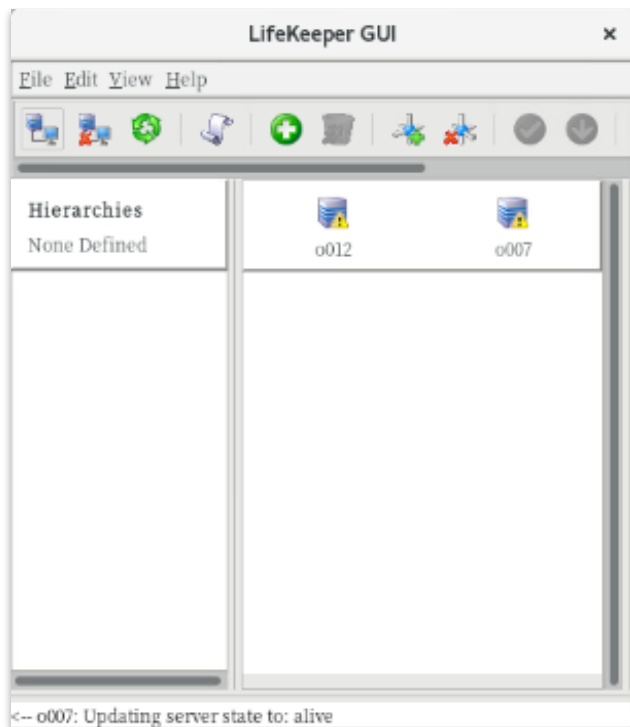 LifeKeeper GUI
File Edit View Help
Hierarchies
None Defined
o012
o007
<-- o007: Updating server state to: alive